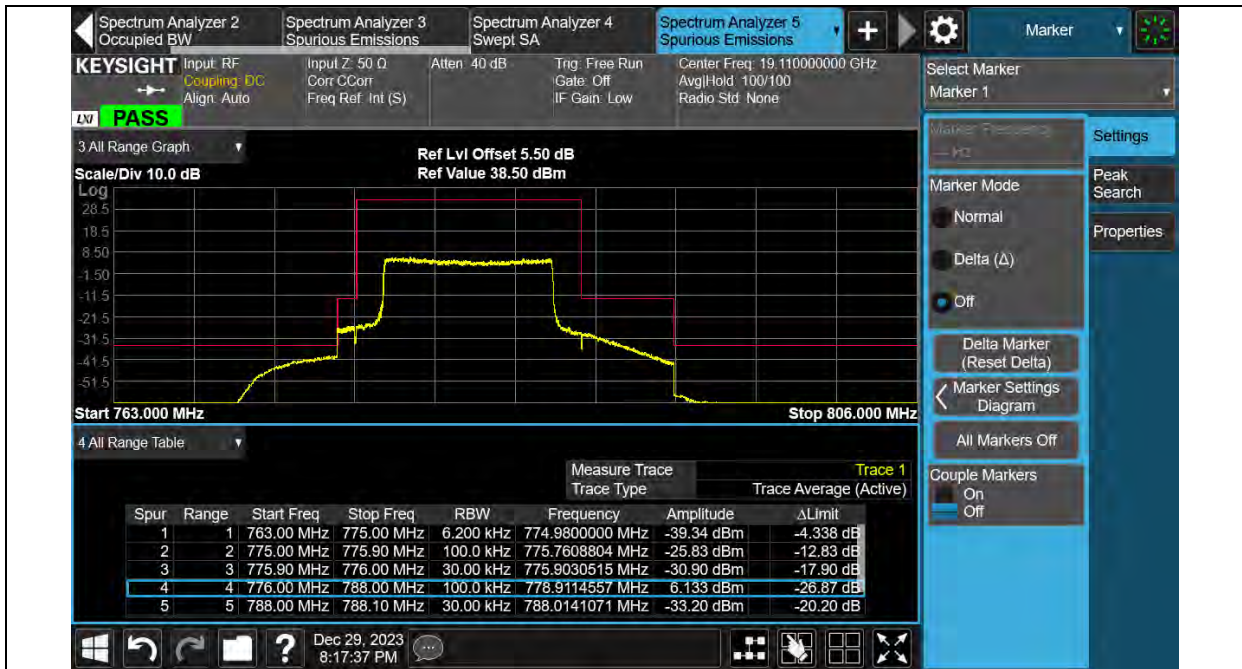 Spectrum Analyzer 2
Occupied BW
Spectrum Analyzer 3
Spurious Emissions
Spectrum Analyzer 4
Swept SA
Spectrum Analyzer 5
Spurious Emissions
Marker
KEYSIGHT
Input: RF
Coupling: DC
Align: Auto
Input Z: 50 Ω
Corr CCorr
Freq Ref: Int (S)
Atten: 40 dB
Trig: Free Run
Gate: Off
IF Gain: Low
Center Freq: 19.110000000 GHz
Avg|Hold: 100/100
Radio Std: None
LXI PASS
3 All Range Graph
Ref Lvl Offset 5.50 dB
Scale/Div 10.0 dB
Ref Value 38.50 dBm
Log
28.5
18.5
8.50
-1.50
-11.5
-21.5
-31.5
-41.5
-51.5
Start 763.000 MHz
Stop 806.000 MHz
4 All Range Table
Measure Trace Trace 1
Trace Type Trace Average (Active)
Spur Range Start Freq Stop Freq RBW Frequency Amplitude ΔLimit
1 1 763.00 MHz 775.00 MHz 6.200 kHz 774.9800000 MHz -39.34 dBm -4.338 dB
2 2 775.00 MHz 775.90 MHz 100.0 kHz 775.7608804 MHz -25.83 dBm -12.83 dB
3 3 775.90 MHz 776.00 MHz 30.00 kHz 775.9030515 MHz -30.90 dBm -17.90 dB
4 4 776.00 MHz 788.00 MHz 100.0 kHz 778.9114557 MHz 6.133 dBm -26.87 dB
5 5 788.00 MHz 788.10 MHz 30.00 kHz 788.0141071 MHz -33.20 dBm -20.20 dB
Dec 29, 2023
8:17:37 PM
Select Marker
Marker 1
Marker Frequency
--- Hz
Marker Mode
Normal
Delta (Δ)
Off
Delta Marker
(Reset Delta)
Marker Settings
Diagram
All Markers Off
Couple Markers
On
Off
Settings
Peak
Search
Properties